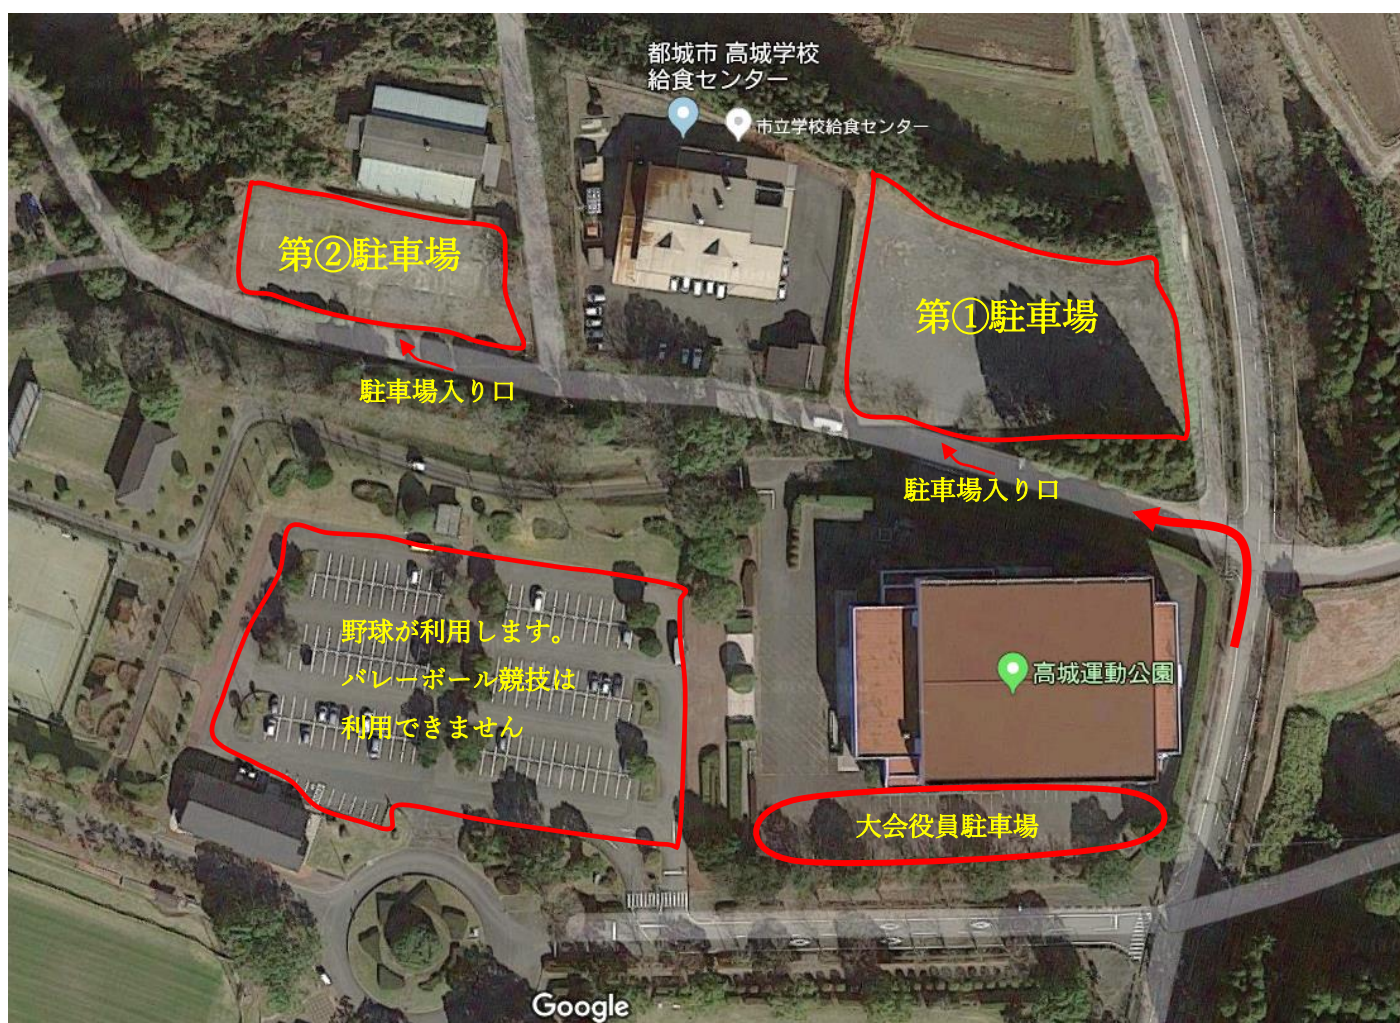 都城市 高城学校
給食センター
市立学校給食センター
第②駐車場
第①駐車場
駐車場入り口
駐車場入り口
野球が利用します。
バレーボール競技は
利用できません
高城運動公園
大会役員駐車場
Google